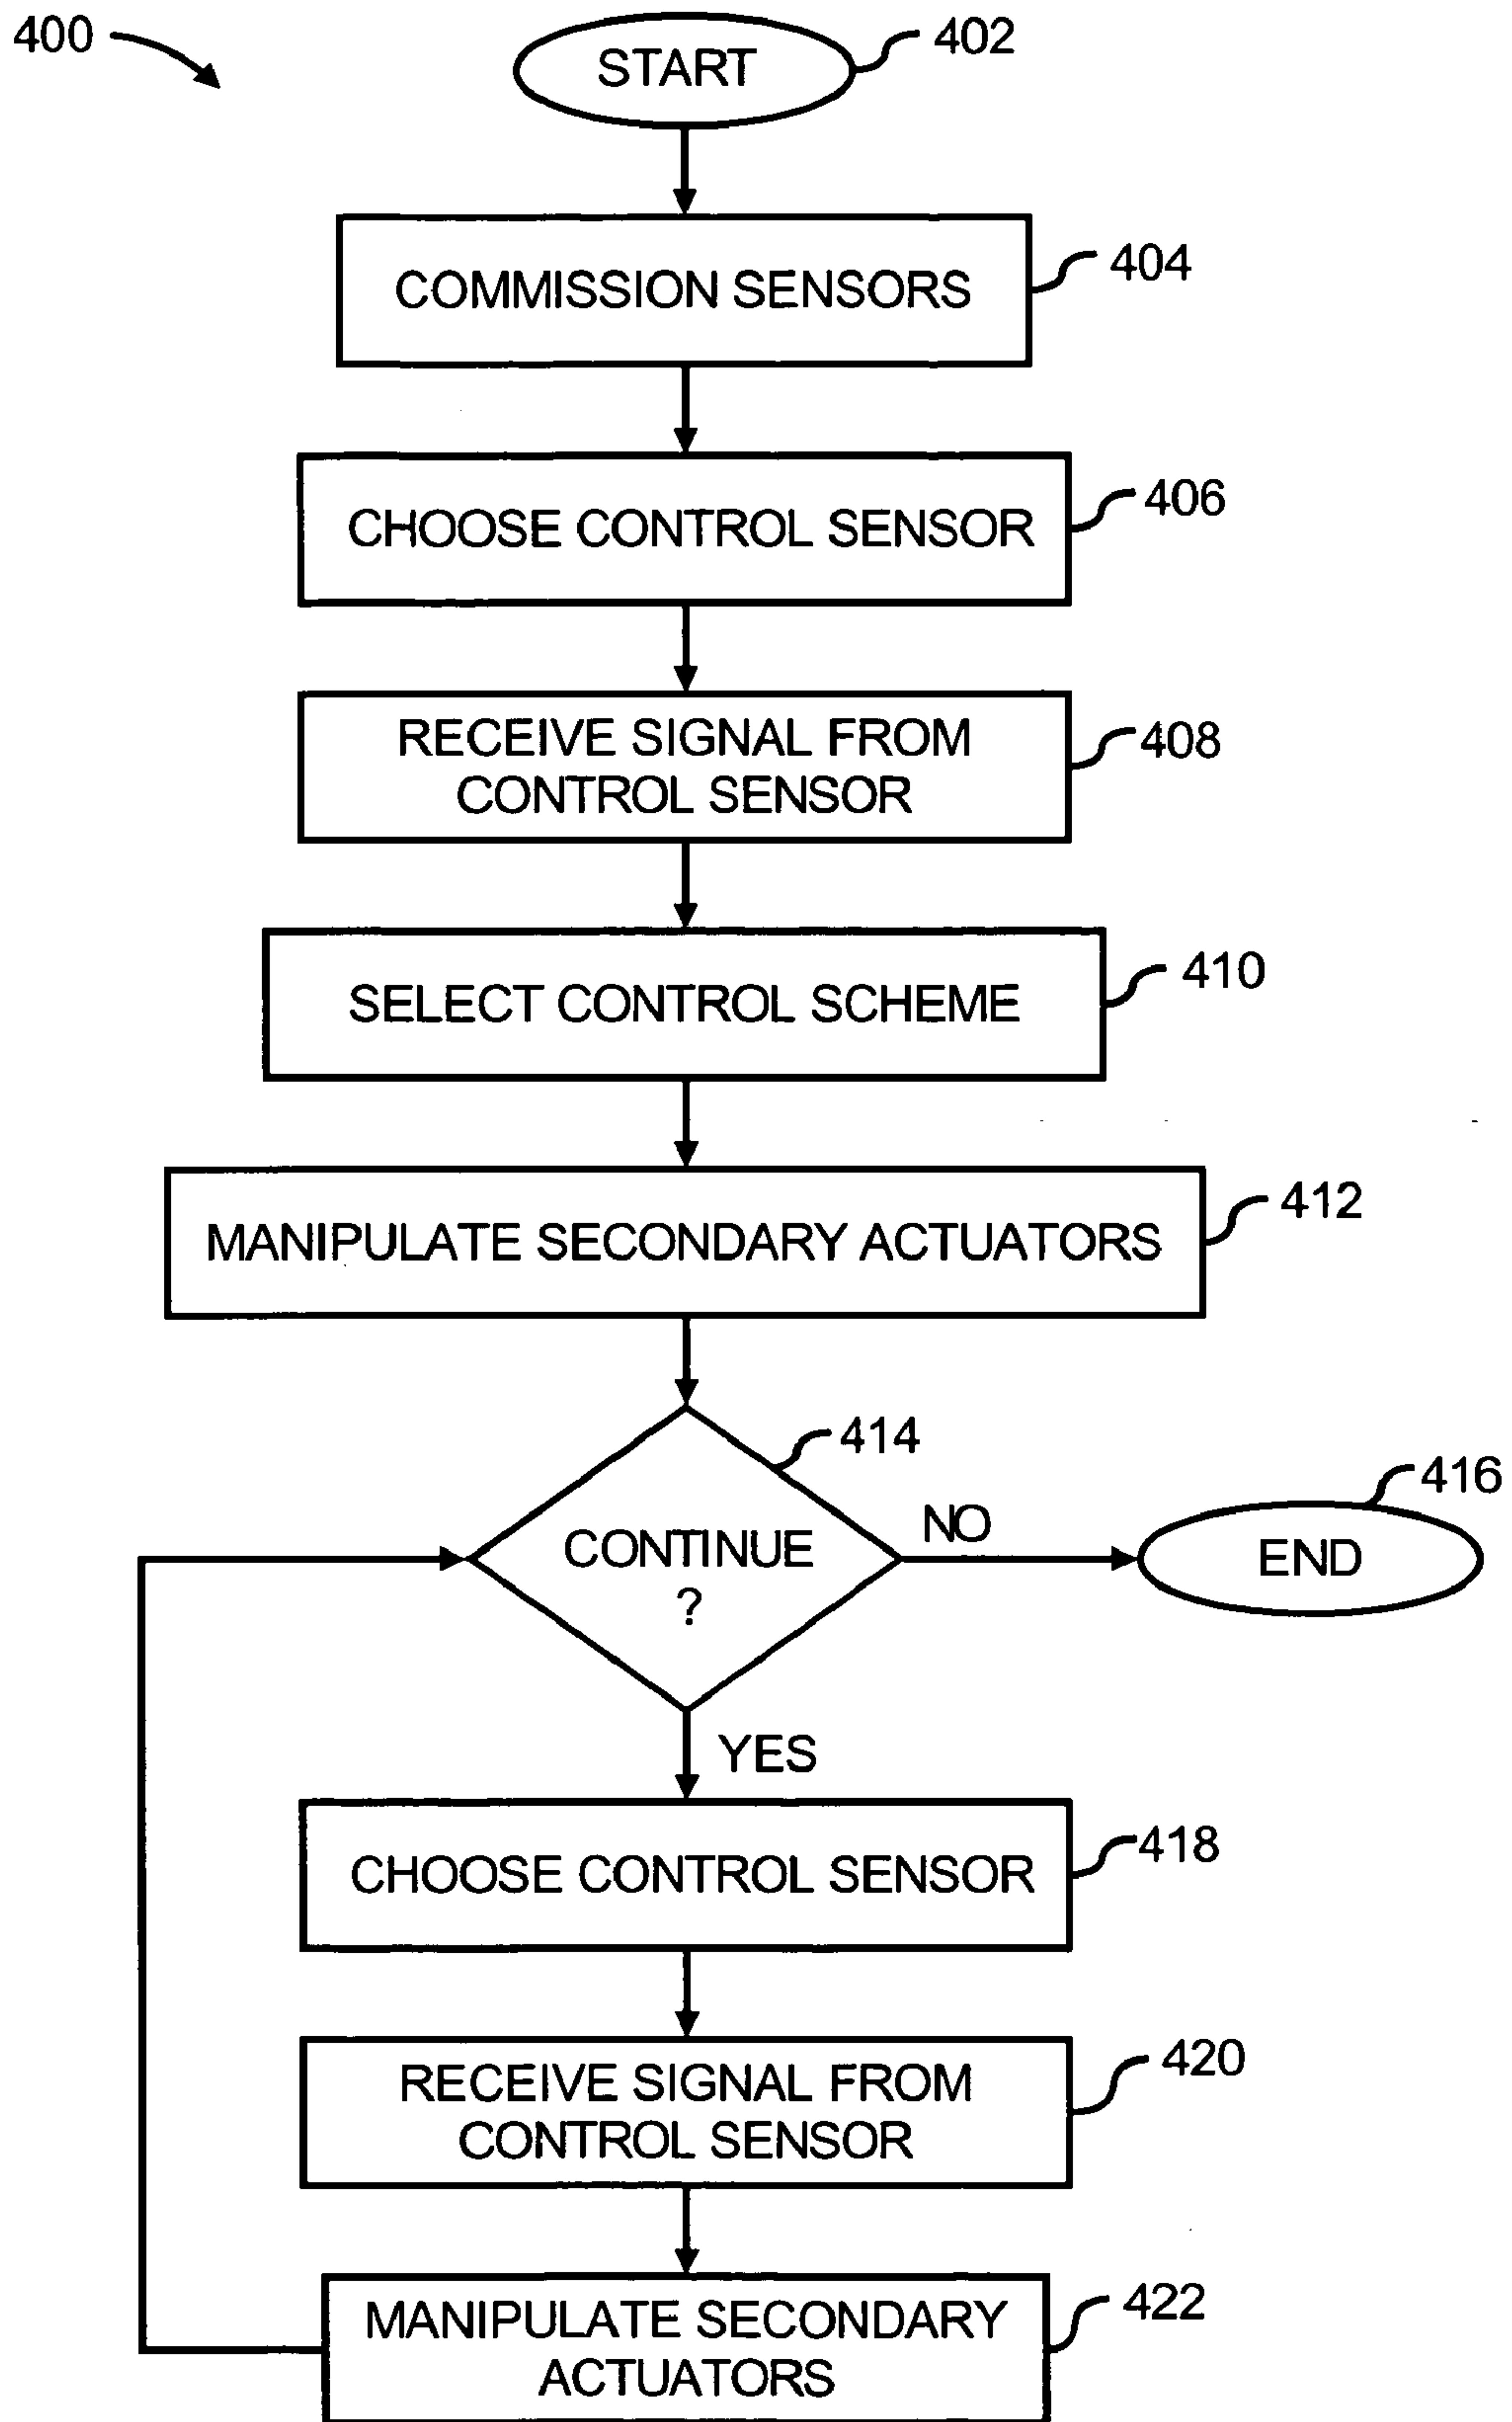 400
START
402
COMMISSION SENSORS
404
CHOOSE CONTROL SENSOR
406
RECEIVE SIGNAL FROM
CONTROL SENSOR
408
SELECT CONTROL SCHEME
410
MANIPULATE SECONDARY ACTUATORS
412
414
CONTINUE
?
NO
416
END
YES
CHOOSE CONTROL SENSOR
418
RECEIVE SIGNAL FROM
CONTROL SENSOR
420
MANIPULATE SECONDARY
ACTUATORS
422